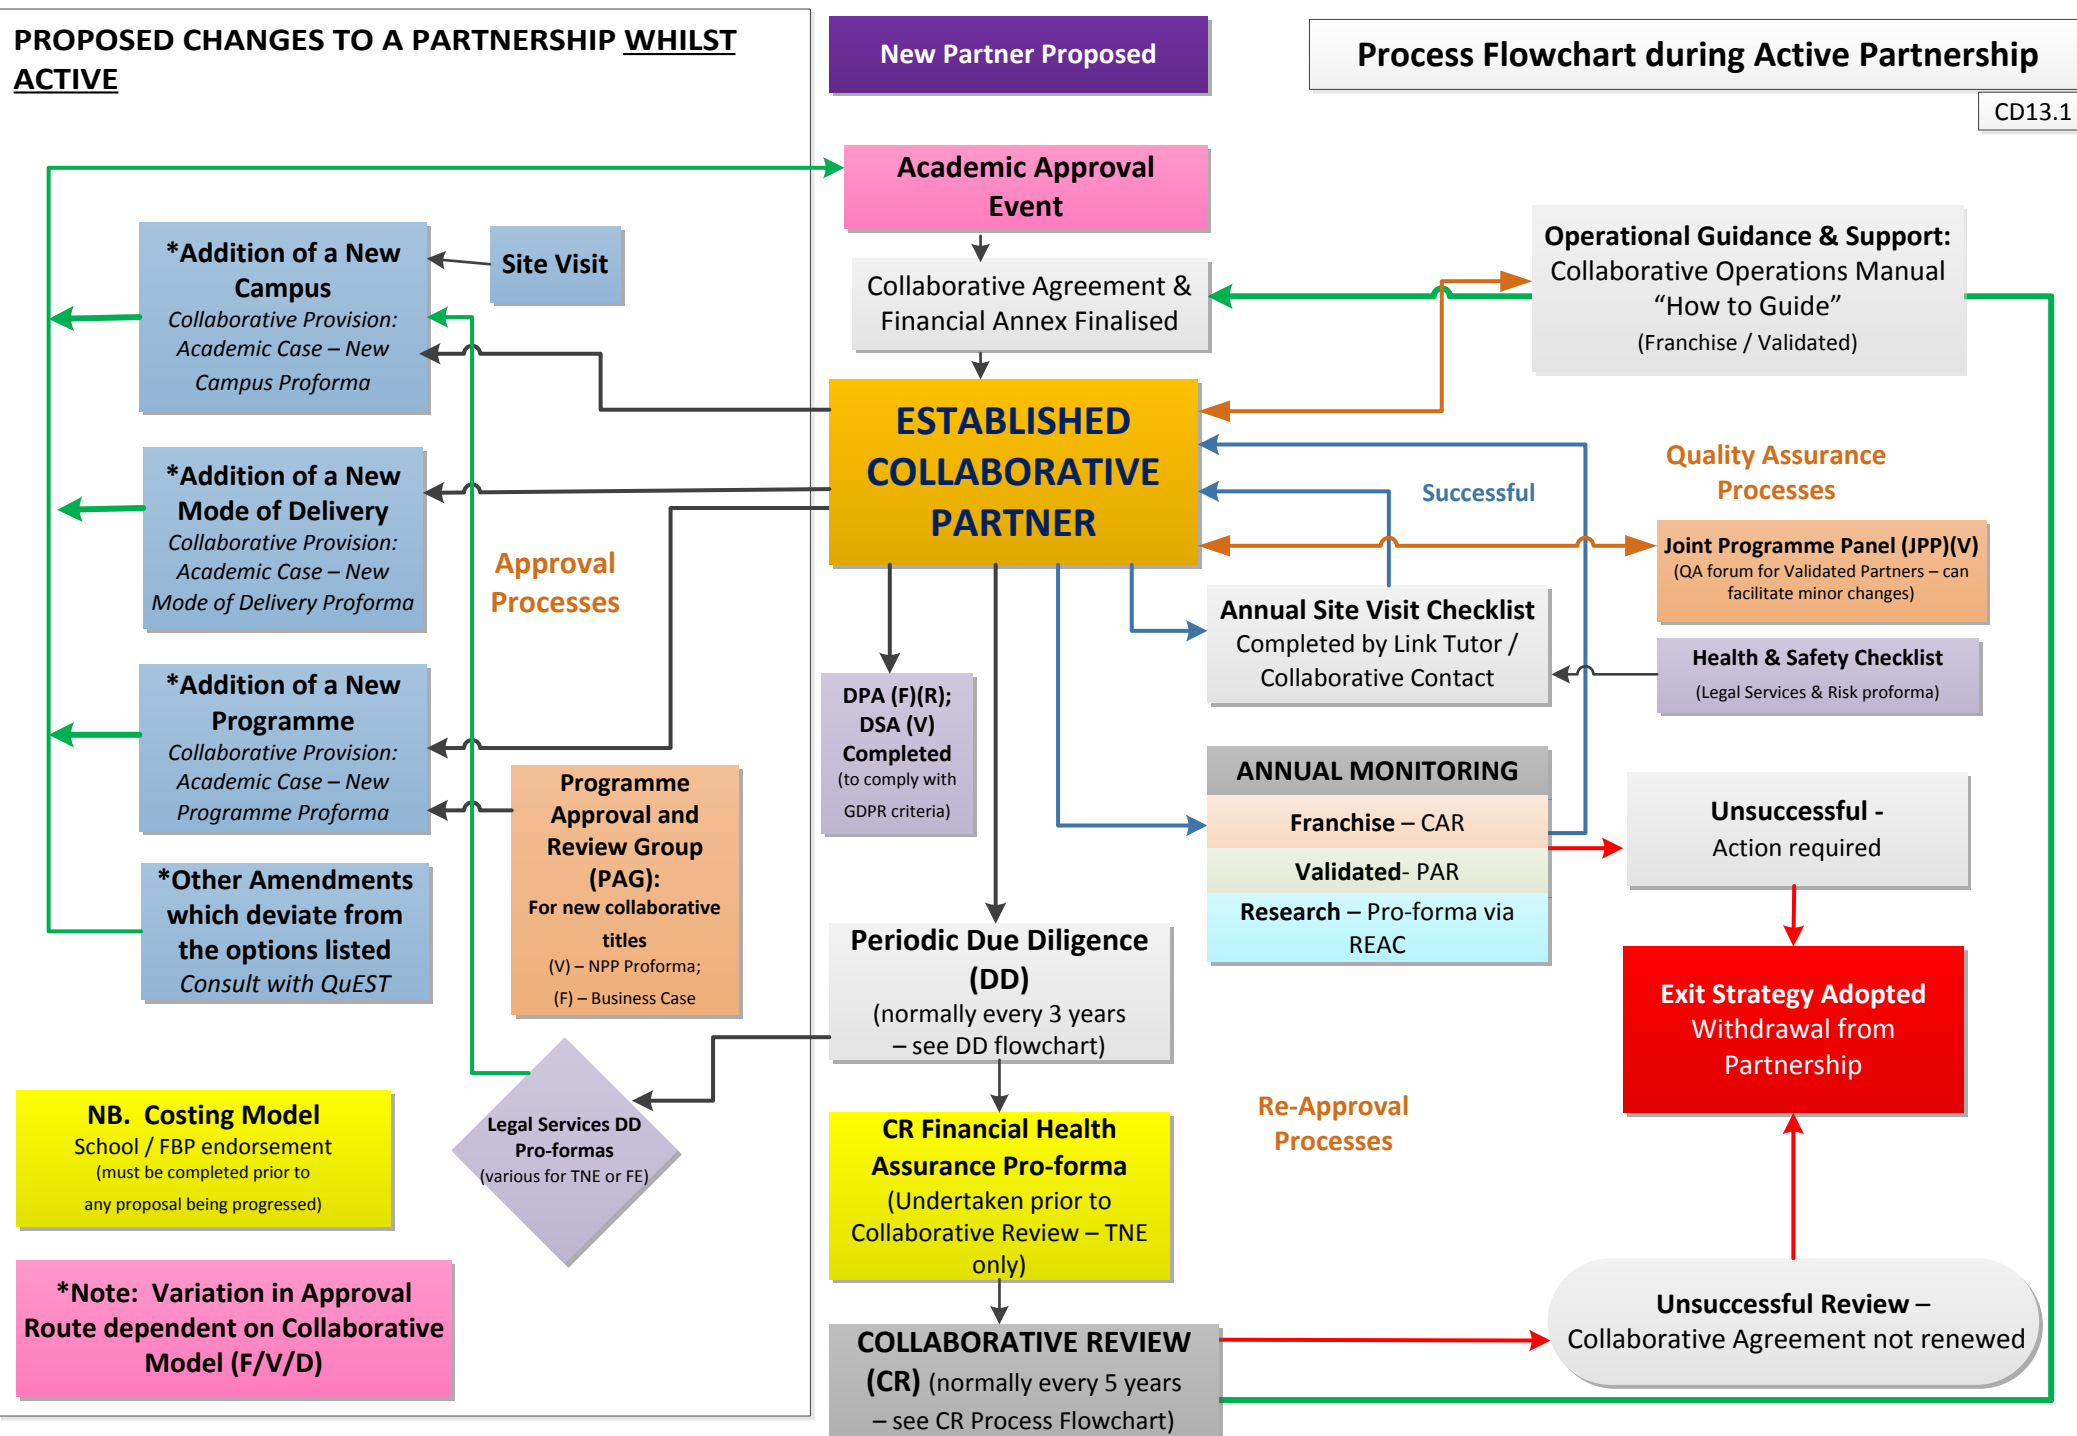 PROPOSED CHANGES TO A PARTNERSHIP WHILST
ACTIVE
New Partner Proposed
Process Flowchart during Active Partnership
CD13.1
Academic Approval
Event
Collaborative Agreement &
Financial Annex Finalised
ESTABLISHED
COLLABORATIVE
PARTNER
Operational Guidance & Support:
Collaborative Operations Manual
“How to Guide”
(Franchise / Validated)
*Addition of a New
Campus
Collaborative Provision:
Academic Case – New
Campus Proforma
Site Visit
*Addition of a New
Mode of Delivery
Collaborative Provision:
Academic Case – New
Mode of Delivery Proforma
Approval
Processes
*Addition of a New
Programme
Collaborative Provision:
Academic Case – New
Programme Proforma
Programme
Approval and
Review Group
(PAG):
For new collaborative
titles
(V) – NPP Proforma;
(F) – Business Case
*Other Amendments
which deviate from
the options listed
Consult with QuEST
Legal Services DD
Pro-formas
(various for TNE or FE)
NB.  Costing Model
School / FBP endorsement
(must be completed prior to
any proposal being progressed)
*Note:  Variation in Approval
Route dependent on Collaborative
Model (F/V/D)
Successful
Quality Assurance
Processes
Joint Programme Panel (JPP)(V)
(QA forum for Validated Partners – can
facilitate minor changes)
Annual Site Visit Checklist
Completed by Link Tutor /
Collaborative Contact
Health & Safety Checklist
(Legal Services & Risk proforma)
DPA (F)(R);
DSA (V)
Completed
(to comply with
GDPR criteria)
ANNUAL MONITORING
Franchise – CAR
Validated- PAR
Research – Pro-forma via
REAC
Unsuccessful -
Action required
Periodic Due Diligence
(DD)
(normally every 3 years
– see DD flowchart)
Exit Strategy Adopted
Withdrawal from
Partnership
CR Financial Health
Assurance Pro-forma
(Undertaken prior to
Collaborative Review – TNE
only)
Re-Approval
Processes
COLLABORATIVE REVIEW
(CR) (normally every 5 years
– see CR Process Flowchart)
Unsuccessful Review –
Collaborative Agreement not renewed